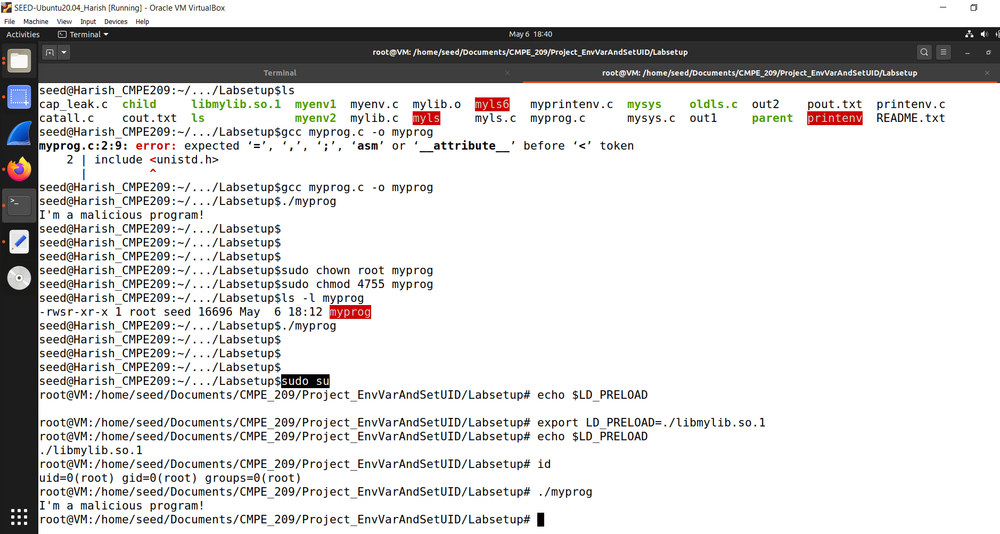 SEED-Ubuntu20.04_Harish [Running] - Oracle VM VirtualBox
File Machine View Input Devices Help
Activities Terminal May 6 18:40
root@VM: /home/seed/Documents/CMPE_209/Project_EnvVarAndSetUID/Labsetup
Terminal × root@VM: /home/seed/Documents/CMPE_209/Project_EnvVarAndSetUID/Labsetup ×
seed@Harish_CMPE209:~/.../Labsetup$ls
cap_leak.c child libmylib.so.1 myenv1 myenv.c mylib.o myls6 myprintenv.c mysys oldls.c out2 pout.txt printenv.c
catall.c cout.txt ls myenv2 mylib.c myls myls.c myprog.c mysys.c out1 parent printenv README.txt
seed@Harish_CMPE209:~/.../Labsetup$gcc myprog.c -o myprog
myprog.c:2:9: error: expected ‘=’, ‘,’, ‘;’, ‘asm’ or ‘__attribute__’ before ‘<’ token
2 | include <unistd.h>
| ^
seed@Harish_CMPE209:~/.../Labsetup$gcc myprog.c -o myprog
seed@Harish_CMPE209:~/.../Labsetup$./myprog
I'm a malicious program!
seed@Harish_CMPE209:~/.../Labsetup$
seed@Harish_CMPE209:~/.../Labsetup$
seed@Harish_CMPE209:~/.../Labsetup$
seed@Harish_CMPE209:~/.../Labsetup$sudo chown root myprog
seed@Harish_CMPE209:~/.../Labsetup$sudo chmod 4755 myprog
seed@Harish_CMPE209:~/.../Labsetup$ls -l myprog
-rwsr-xr-x 1 root seed 16696 May  6 18:12 myprog
seed@Harish_CMPE209:~/.../Labsetup$./myprog
seed@Harish_CMPE209:~/.../Labsetup$
seed@Harish_CMPE209:~/.../Labsetup$
seed@Harish_CMPE209:~/.../Labsetup$
seed@Harish_CMPE209:~/.../Labsetup$sudo su
root@VM:/home/seed/Documents/CMPE_209/Project_EnvVarAndSetUID/Labsetup# echo $LD_PRELOAD
root@VM:/home/seed/Documents/CMPE_209/Project_EnvVarAndSetUID/Labsetup# export LD_PRELOAD=./libmylib.so.1
root@VM:/home/seed/Documents/CMPE_209/Project_EnvVarAndSetUID/Labsetup# echo $LD_PRELOAD
./libmylib.so.1
root@VM:/home/seed/Documents/CMPE_209/Project_EnvVarAndSetUID/Labsetup# id
uid=0(root) gid=0(root) groups=0(root)
root@VM:/home/seed/Documents/CMPE_209/Project_EnvVarAndSetUID/Labsetup# ./myprog
I'm a malicious program!
root@VM:/home/seed/Documents/CMPE_209/Project_EnvVarAndSetUID/Labsetup#